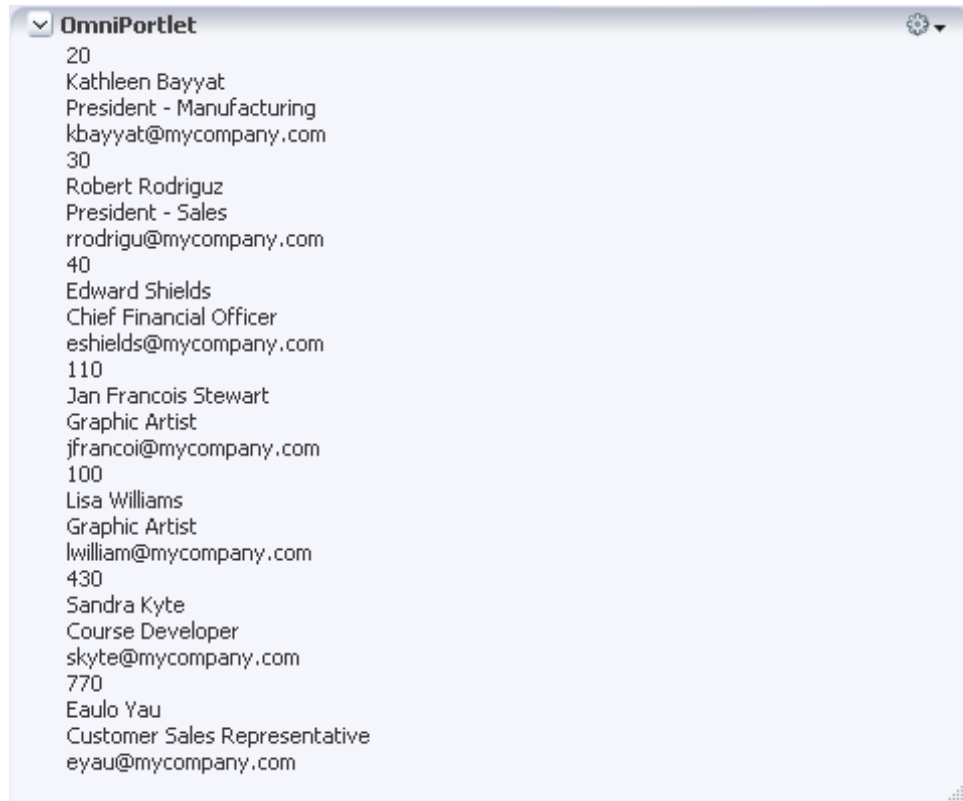 OmniPortlet
20
Kathleen Bayyat
President - Manufacturing
kbayyat@mycompany.com
30
Robert Rodriguz
President - Sales
rrodrigu@mycompany.com
40
Edward Shields
Chief Financial Officer
eshields@mycompany.com
110
Jan Francois Stewart
Graphic Artist
jfrancoi@mycompany.com
100
Lisa Williams
Graphic Artist
lwilliam@mycompany.com
430
Sandra Kyte
Course Developer
skyte@mycompany.com
770
Eaulo Yau
Customer Sales Representative
eyau@mycompany.com